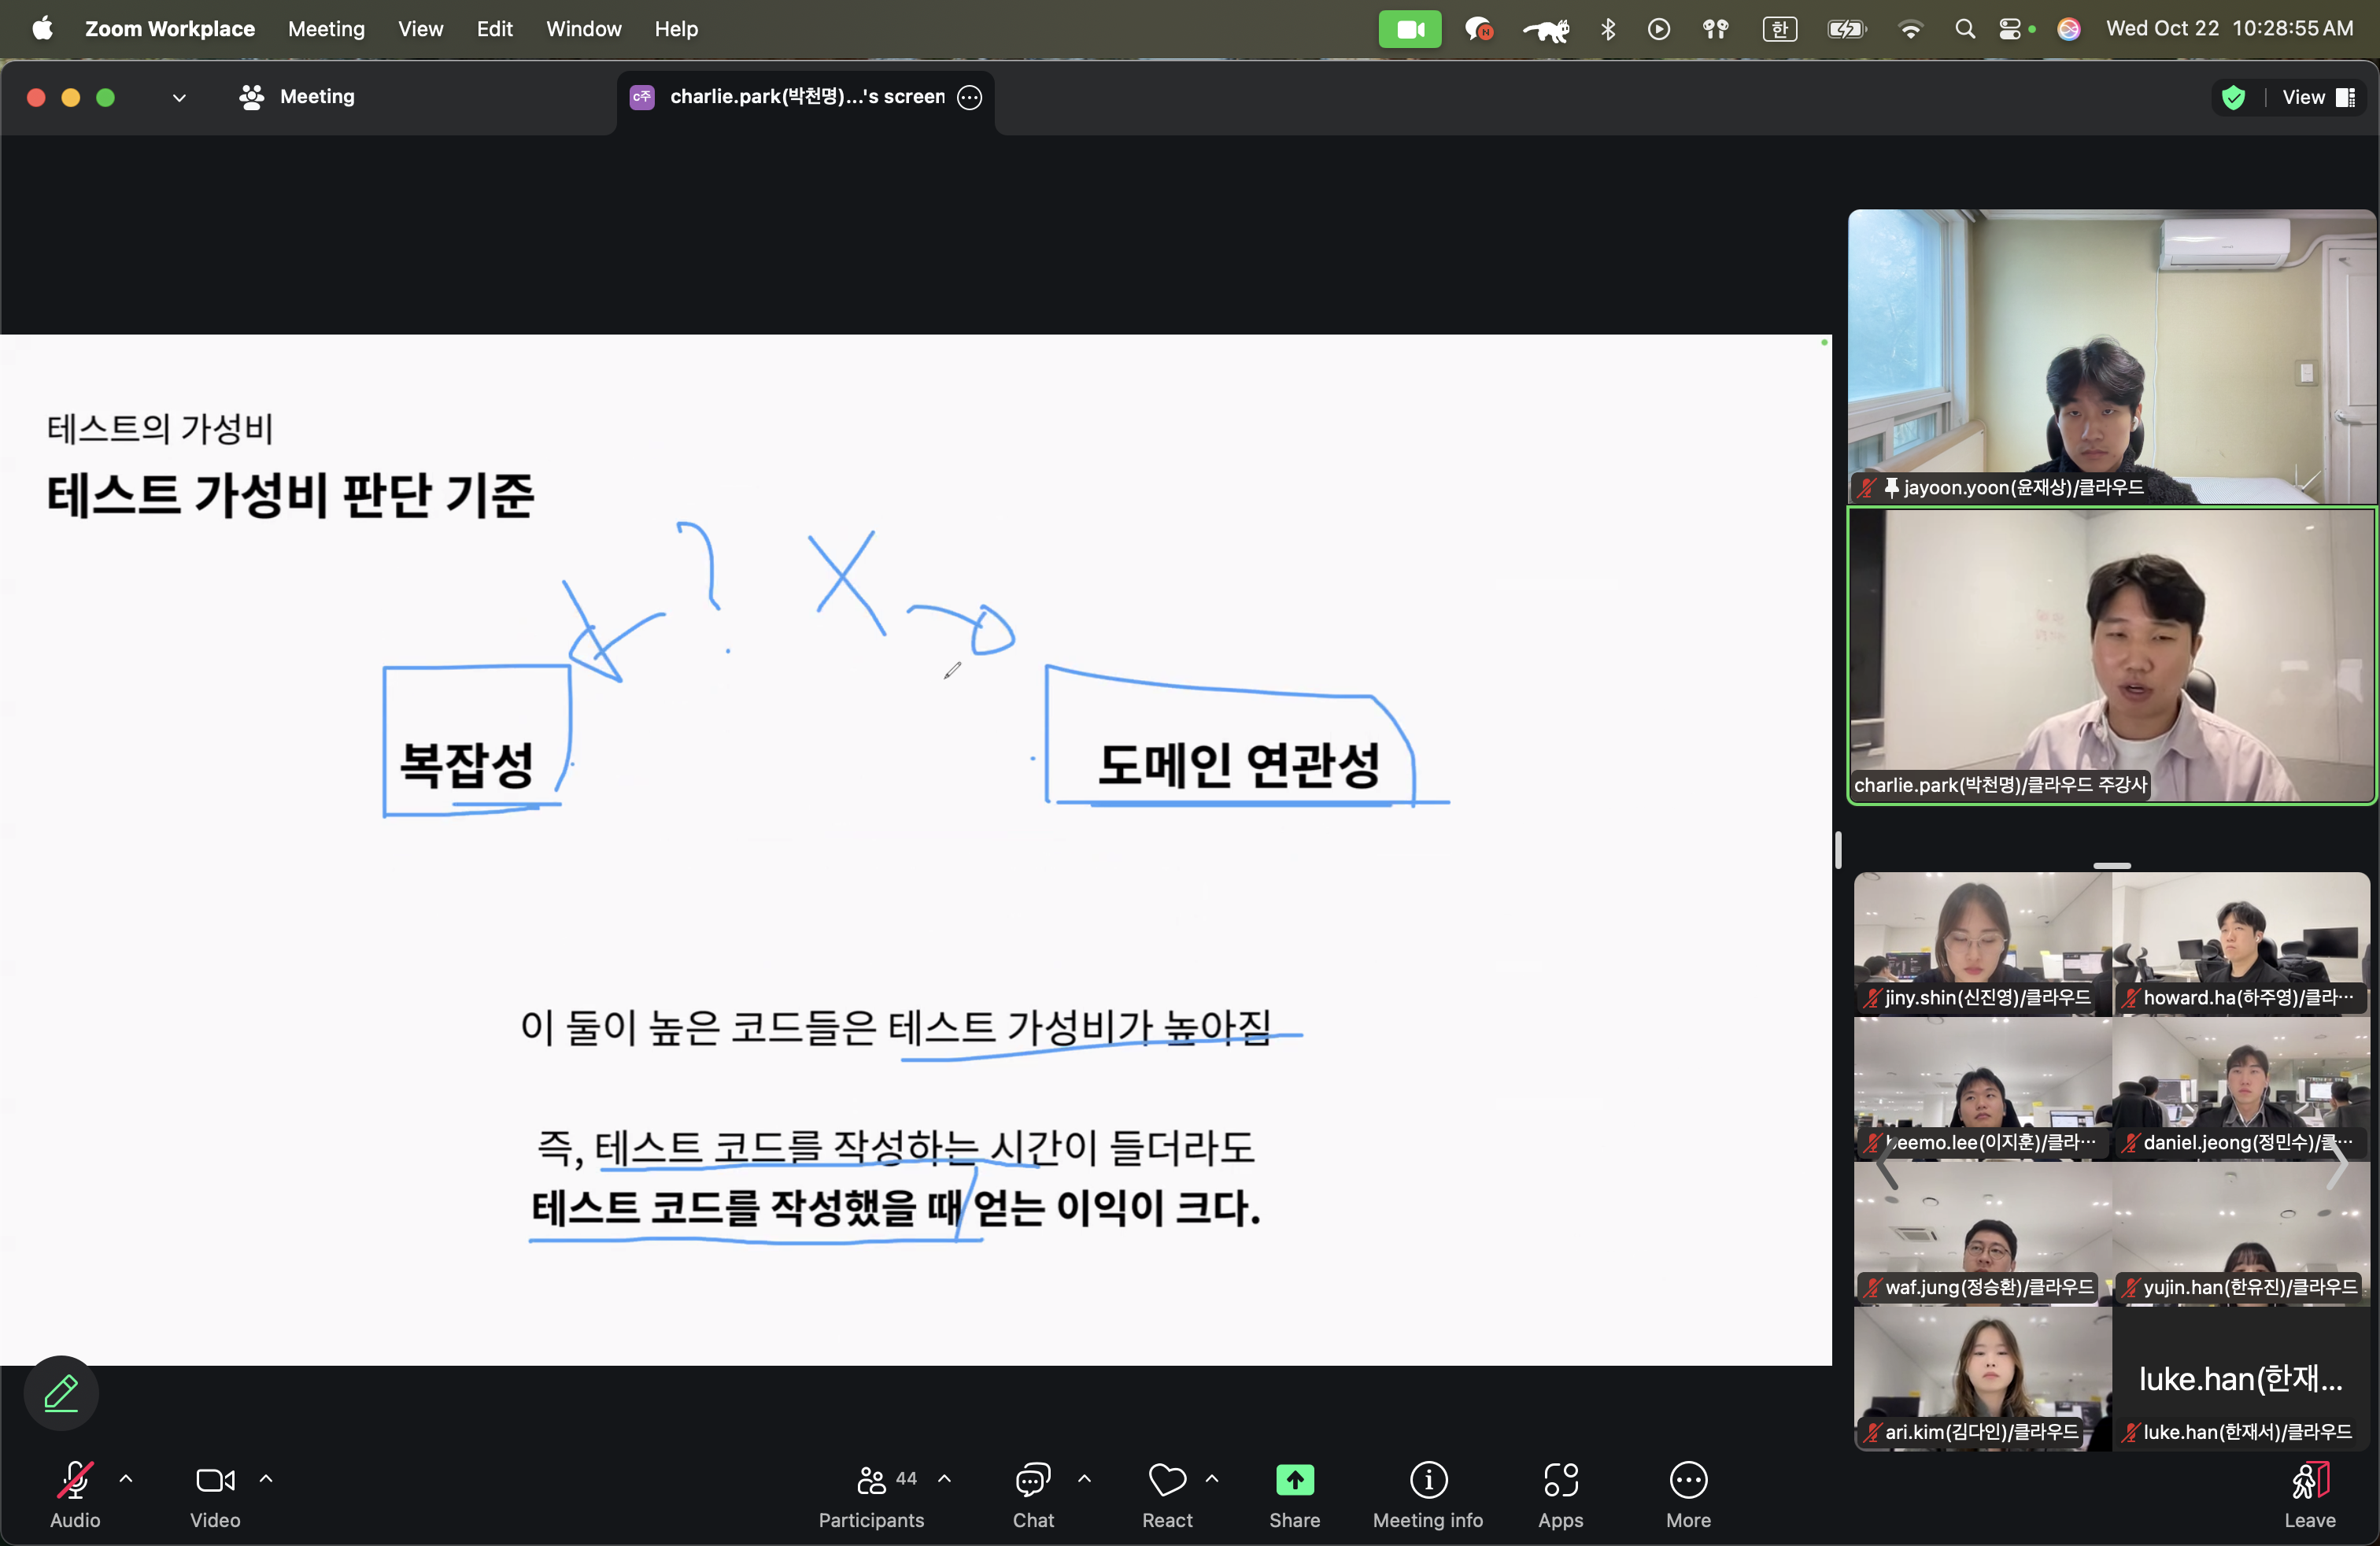 Zoom Workplace Meeting View Edit Window Help 한 Wed Oct 22 10:28:55 AM
Meeting
C주 charlie.park(박천명)...'s screen
View
테스트의 가성비
테스트 가성비 판단 기준
? X
복잡성
도메인 연관성
이 둘이 높은 코드들은 테스트 가성비가 높아짐
즉, 테스트 코드를 작성하는 시간이 들더라도
테스트 코드를 작성했을 때 얻는 이익이 크다.
jayoon.yoon(윤재상)/클라우드
charlie.park(박천명)/클라우드 주강사
jiny.shin(신진영)/클라우드
howard.ha(하주영)/클라…
heemo.lee(이지훈)/클라…
daniel.jeong(정민수)/클…
waf.jung(정승환)/클라우드
yujin.han(한유진)/클라우드
ari.kim(김다인)/클라우드
luke.han(한재...
luke.han(한재서)/클라우드
Audio
Video
44
Participants
Chat
React
Share
Meeting info
Apps
More
Leave